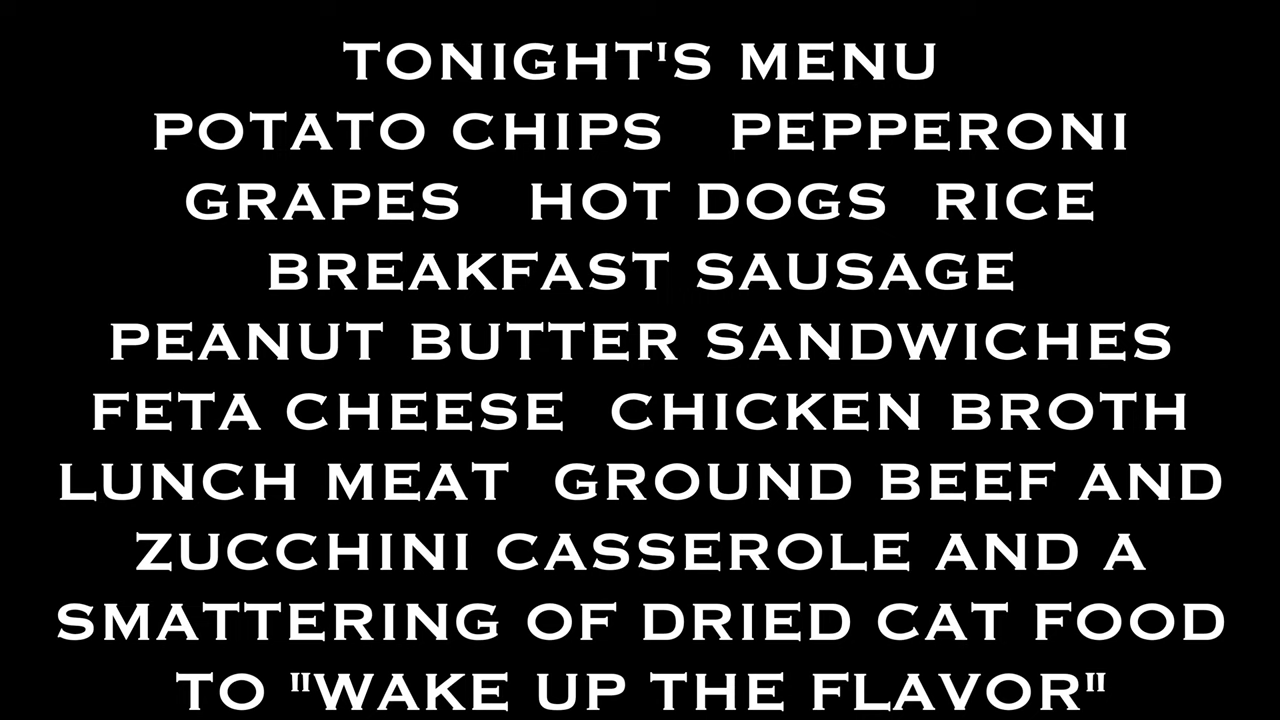 TONIGHT'S MENU
POTATO CHIPS   PEPPERONI
GRAPES   HOT DOGS  RICE
BREAKFAST SAUSAGE
PEANUT BUTTER SANDWICHES
FETA CHEESE  CHICKEN BROTH
LUNCH MEAT  GROUND BEEF AND
ZUCCHINI CASSEROLE AND A
SMATTERING OF DRIED CAT FOOD
TO "WAKE UP THE FLAVOR"